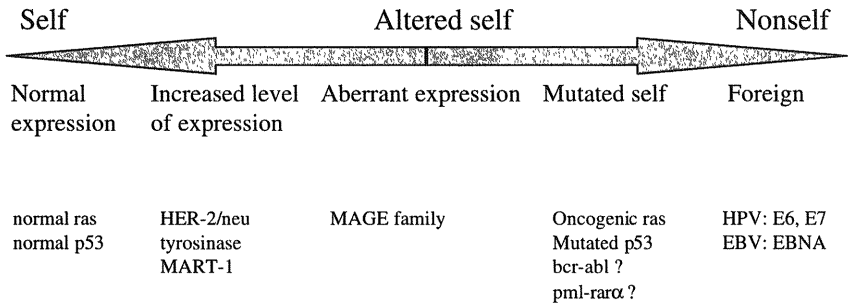 Self Altered self Nonself
Normal expression
Increased level of expression
Aberrant expression
Mutated self
Foreign
normal ras
normal p53
HER-2/neu
tyrosinase
MART-1
MAGE family
Oncogenic ras
Mutated p53
bcr-abl ?
pml-rarα ?
HPV: E6, E7
EBV: EBNA